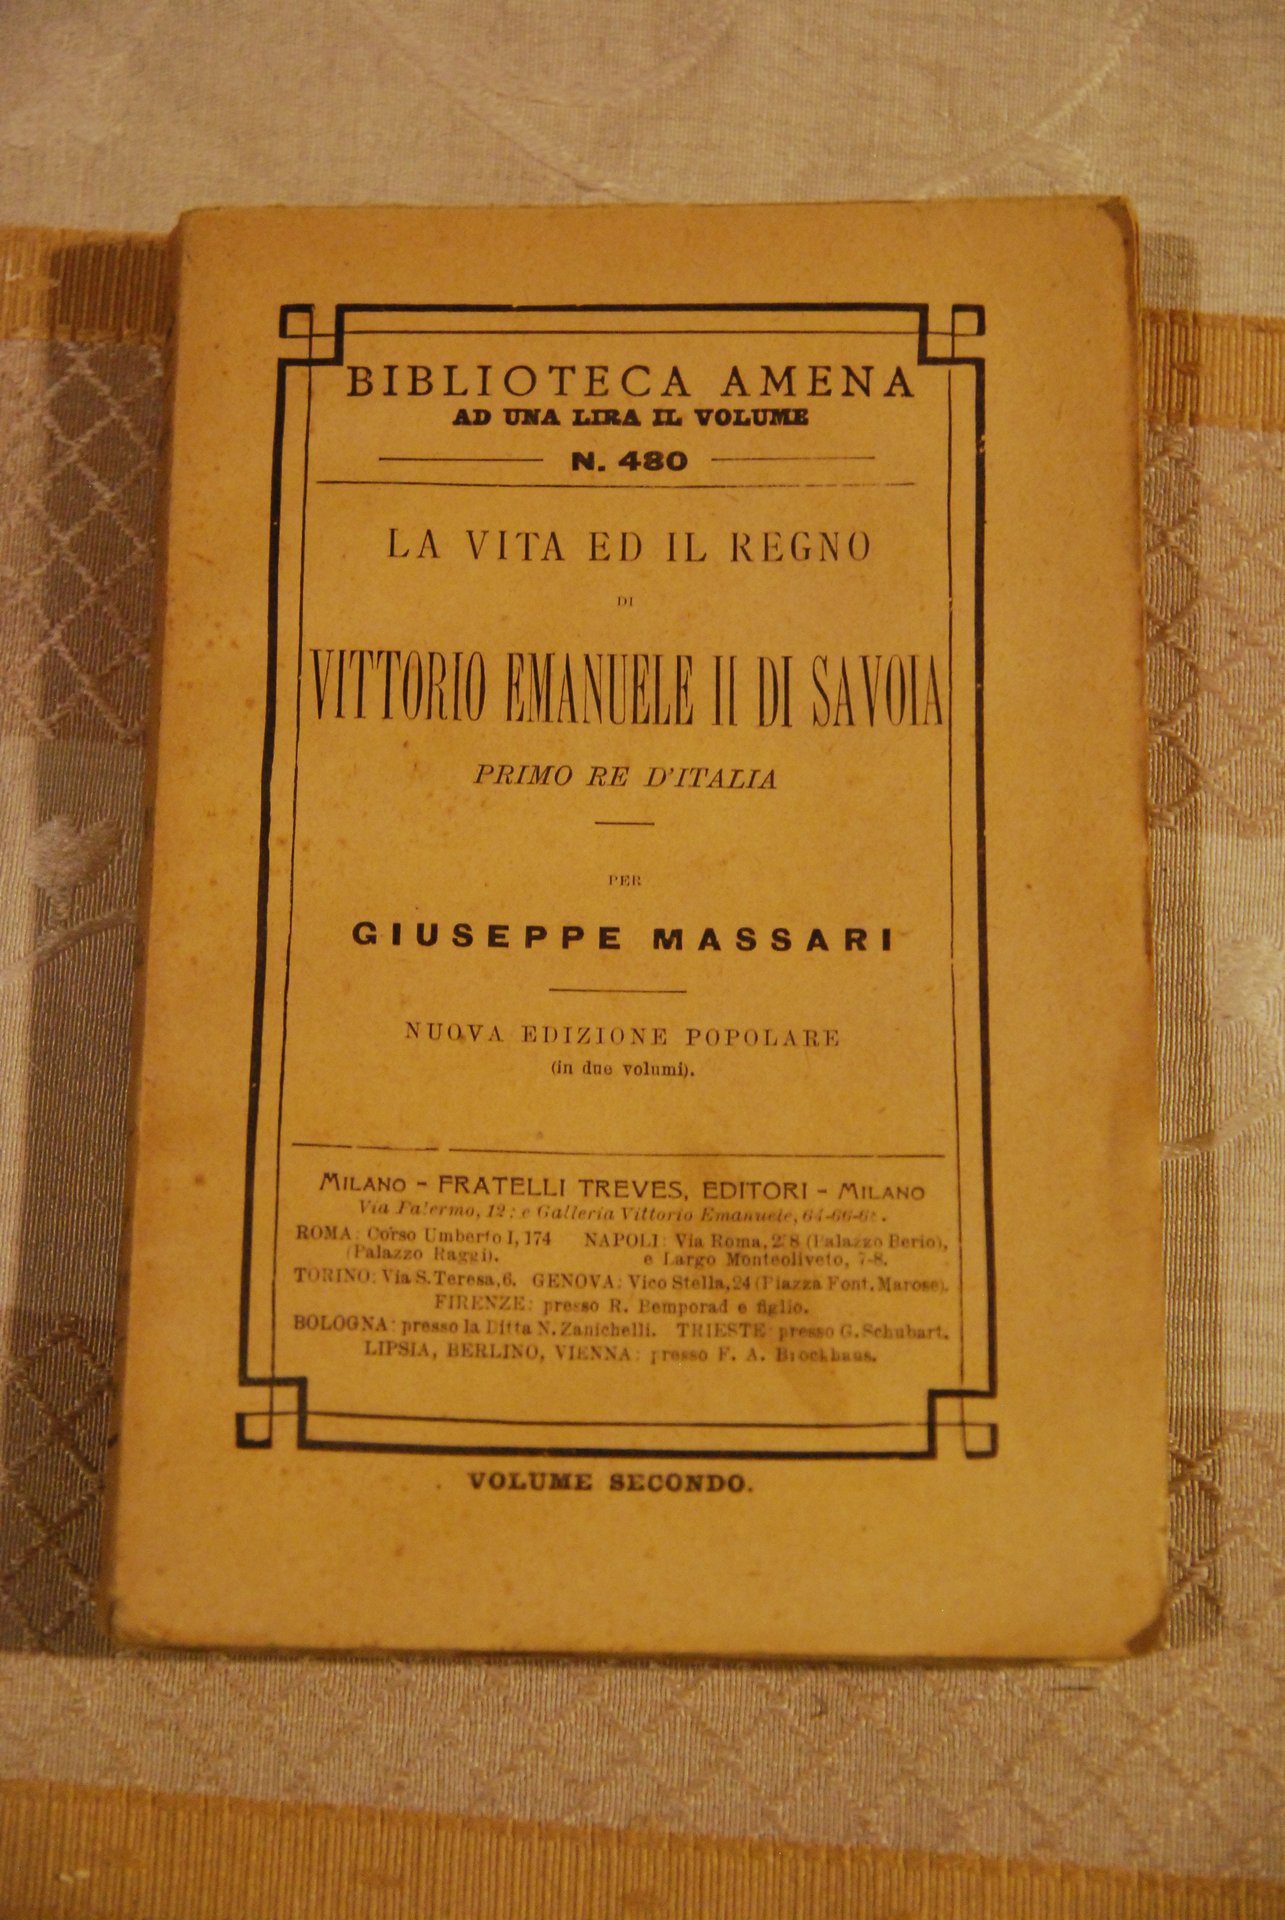 BIBLIOTECA AMENA
AD UNA LIRA IL VOLUME
N. 480
LA VITA ED IL REGNO
DI
VITTORIO EMANUELE II DI SAVOIA
PRIMO RE D'ITALIA
PER
GIUSEPPE MASSARI
NUOVA EDIZIONE POPOLARE
(in due volumi).
MILANO - FRATELLI TREVES, EDITORI - MILANO
Via Palermo, 12; e Galleria Vittorio Emanuele,
ROMA: Corso Umberto I, 174 NAPOLI: Via Roma, (Palazzo Berio),
(Palazzo Raggi). e Largo Monteoliveto, 7-8.
TORINO: Via S. Teresa, 6. GENOVA: Vico Stella, 24 (Piazza Font. Marose).
FIRENZE: presso R. Bemporad e figlio.
BOLOGNA: presso la Ditta N. Zanichelli. TRIESTE: presso G. Schubart.
LIPSIA, BERLINO, VIENNA: presso F. A. Brockhaus.
VOLUME SECONDO.